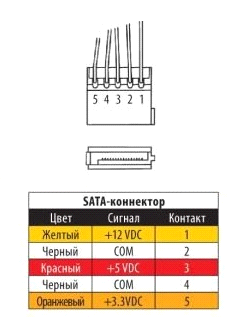 5 4 3 2 1
SATA-коннектор
Цвет Сигнал Контакт
Желтый +12 VDC 1
Черный COM 2
Красный +5 VDC 3
Черный COM 4
Оранжевый +3.3VDC 5